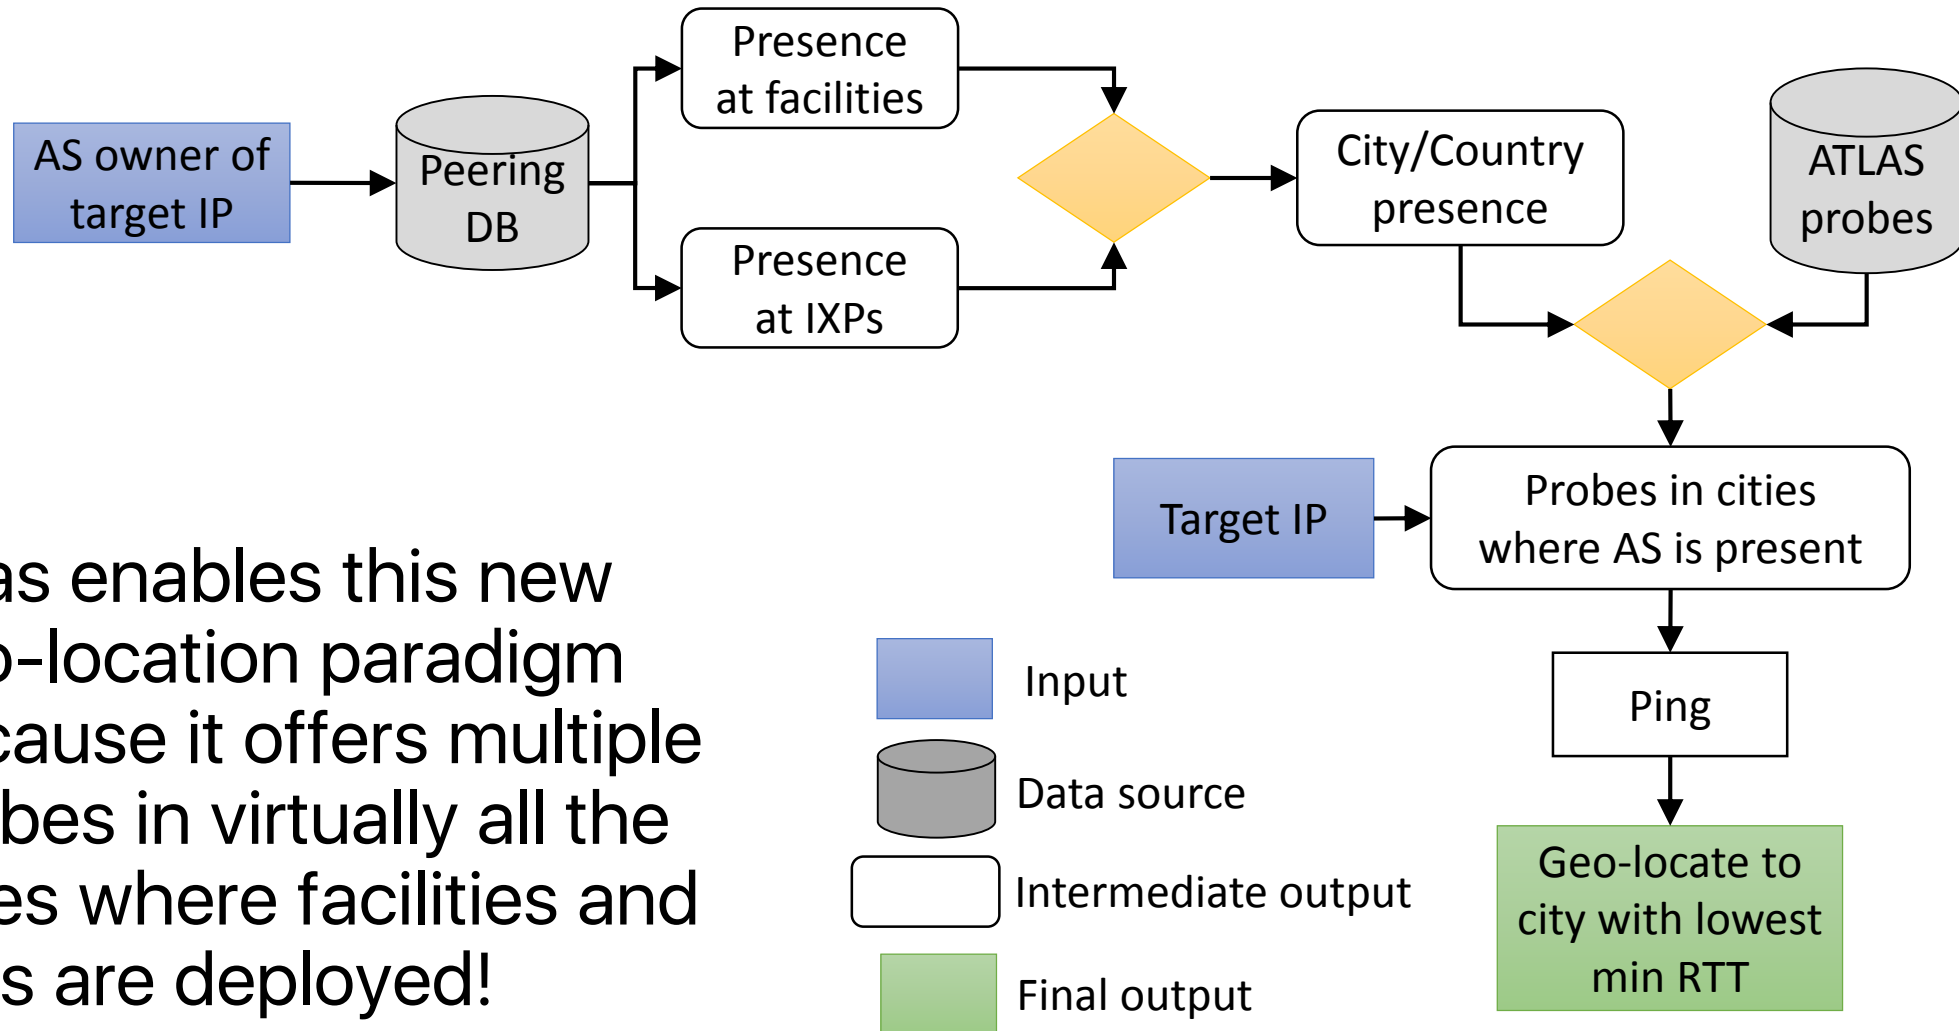 Presence
at facilities
AS owner of
target IP
Peering
DB
City/Country
presence
ATLAS
probes
Presence
at IXPs
Target IP
Probes in cities
where AS is present
Ping
Geo-locate to
city with lowest
min RTT
as enables this new
-location paradigm
cause it offers multiple
bes in virtually all the
es where facilities and
s are deployed!
Input
Data source
Intermediate output
Final output